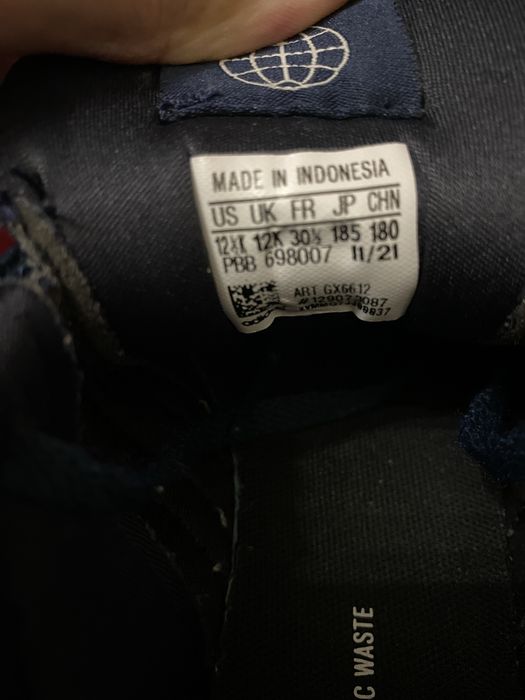 MADE IN INDONESIA
US UK FR JP CHN
12½K 12K 30½ 185 180
PBB 698007 11/21
ART GX6612
adidas
C WASTE